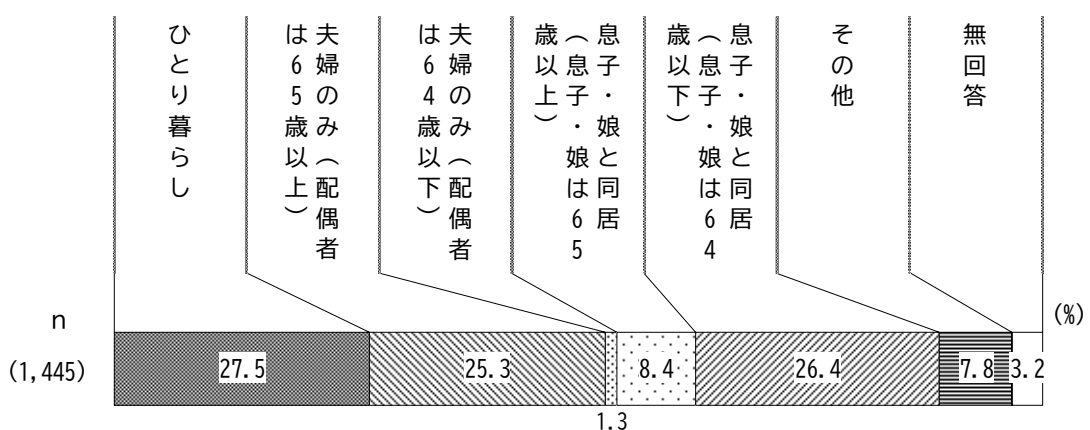 ひとり暮らし
夫婦のみ（配偶者
は65歳以上）
夫婦のみ（配偶者
は64歳以下）
息子・娘と同居
（息子・娘は65
歳以上）
息子・娘と同居
（息子・娘は64
歳以下）
その他
無回答
n
(%)
(1,445)
27.5
25.3
1.3
8.4
26.4
7.8
3.2